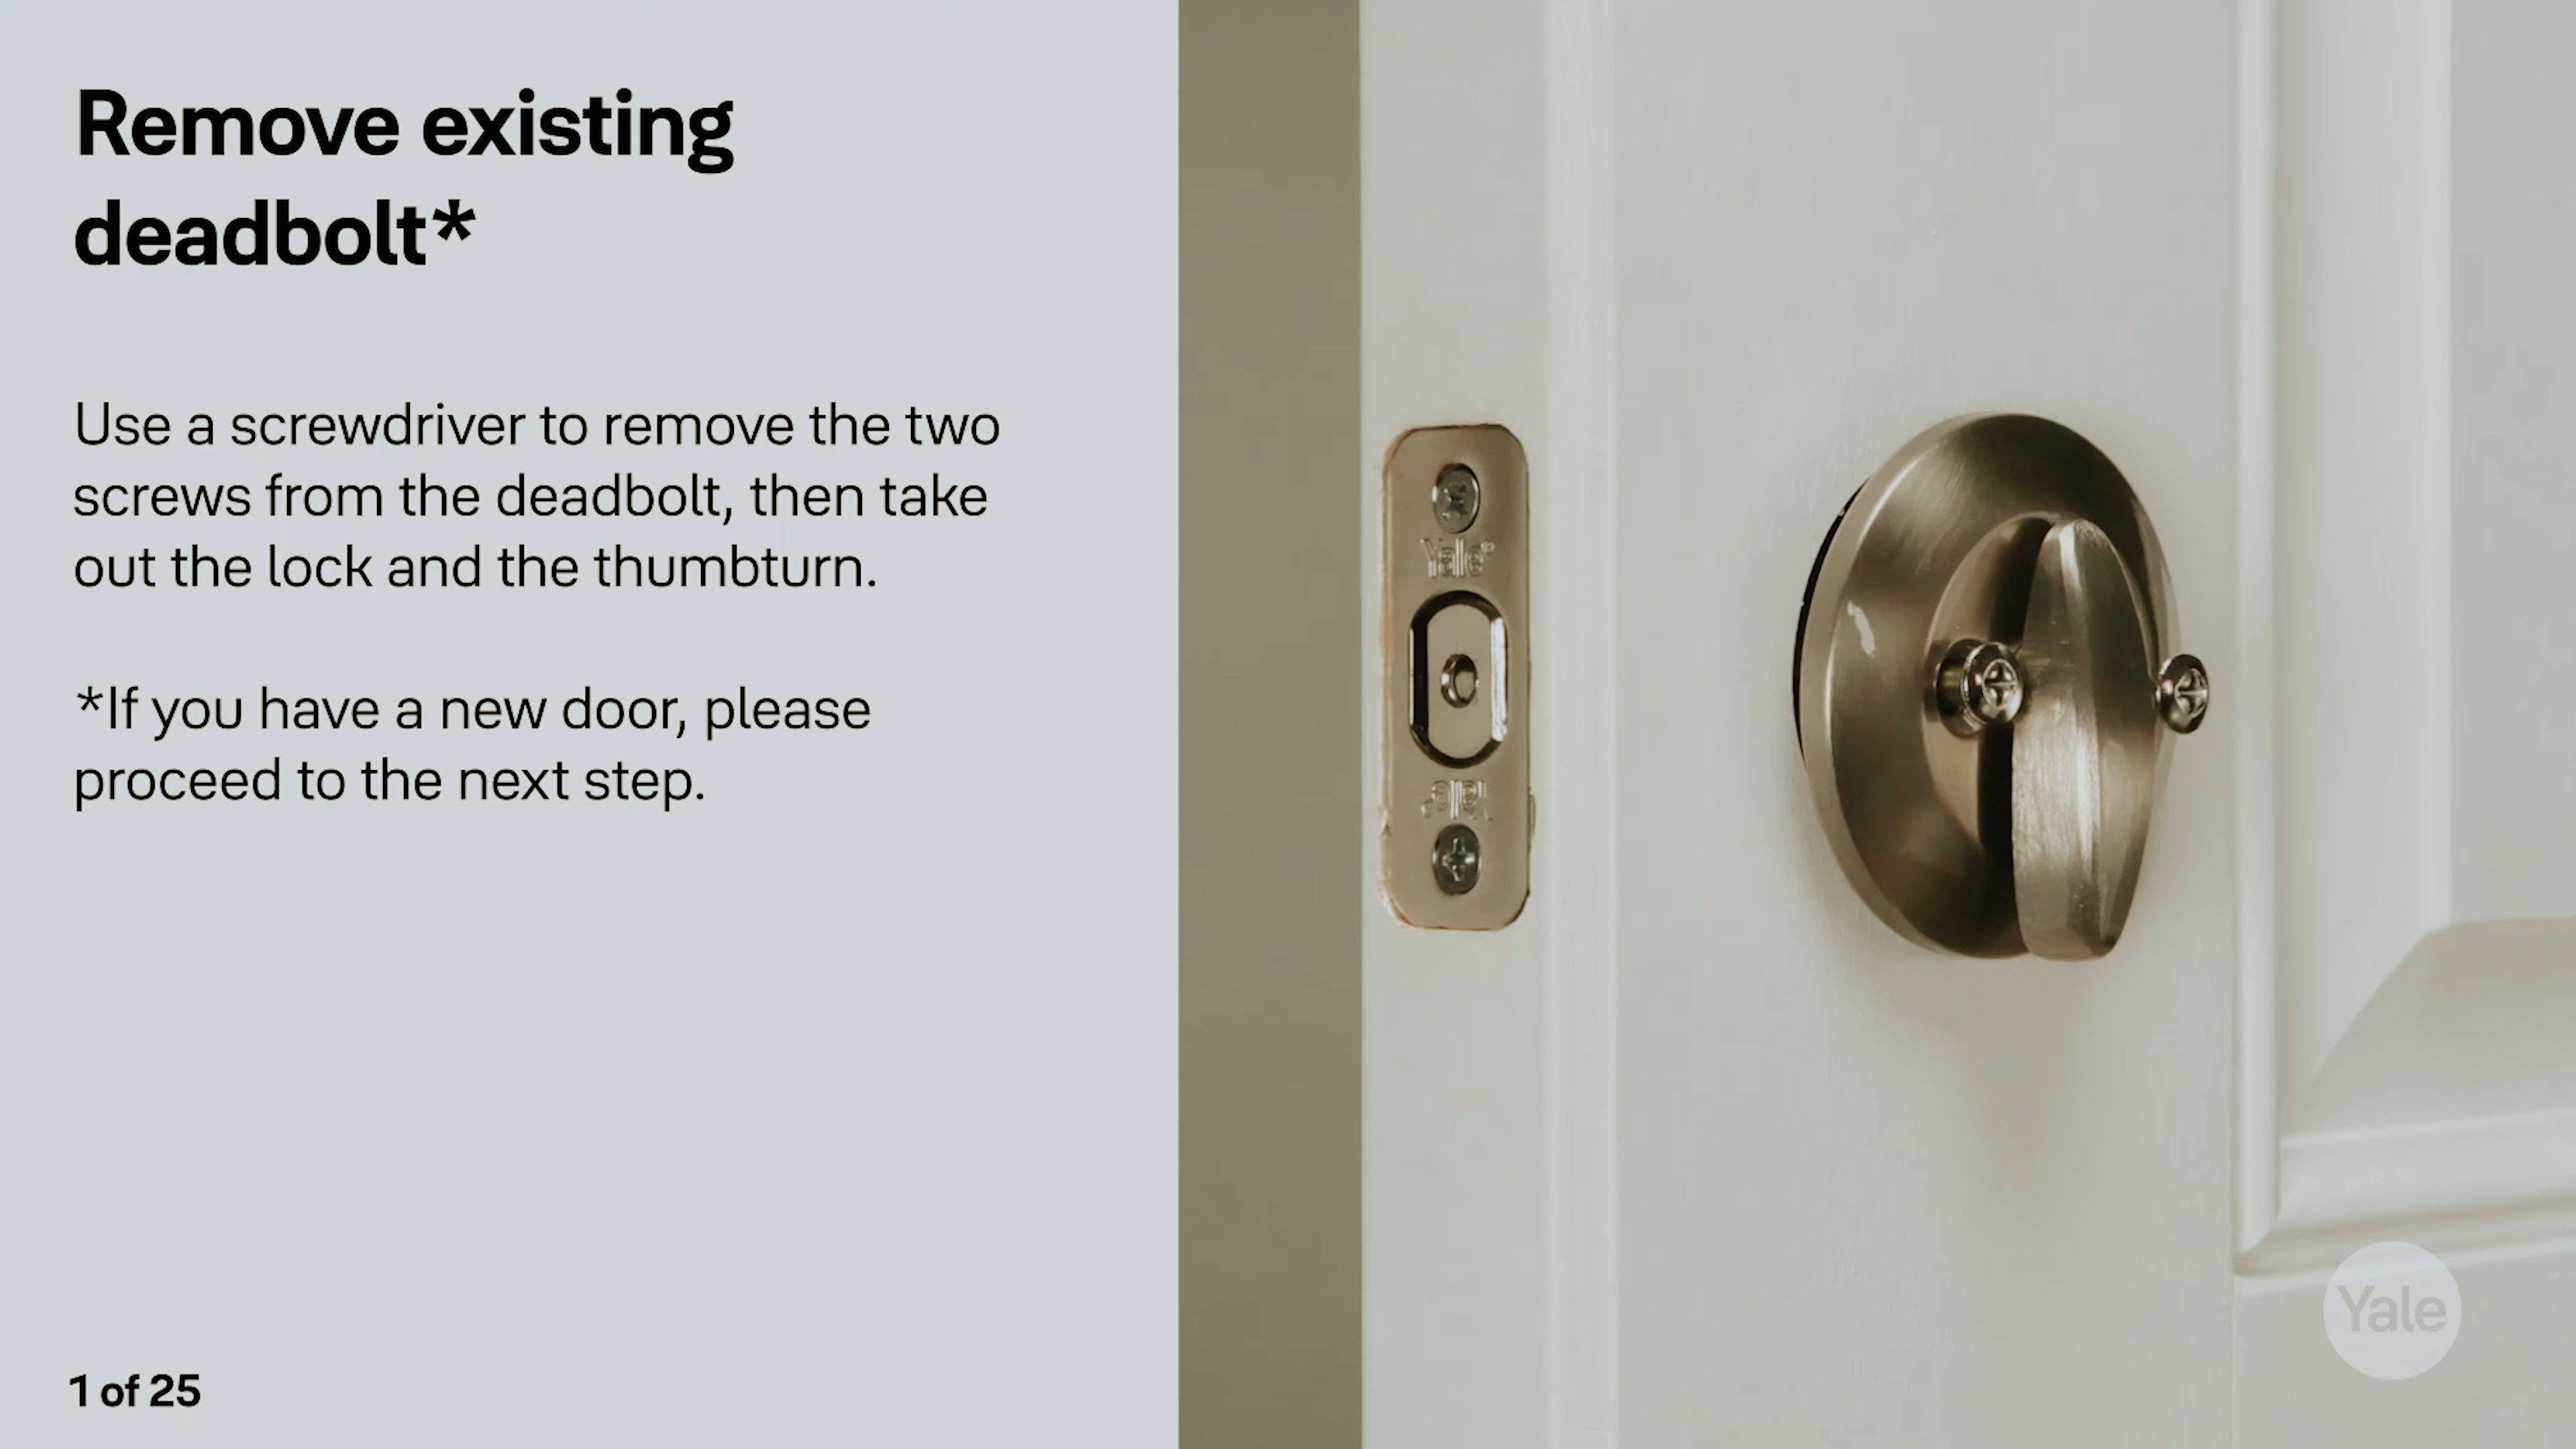 Remove existing
deadbolt*
Use a screwdriver to remove the two
screws from the deadbolt, then take
out the lock and the thumbturn.
*If you have a new door, please
proceed to the next step.
1 of 25
Yale®
Yale
Yale